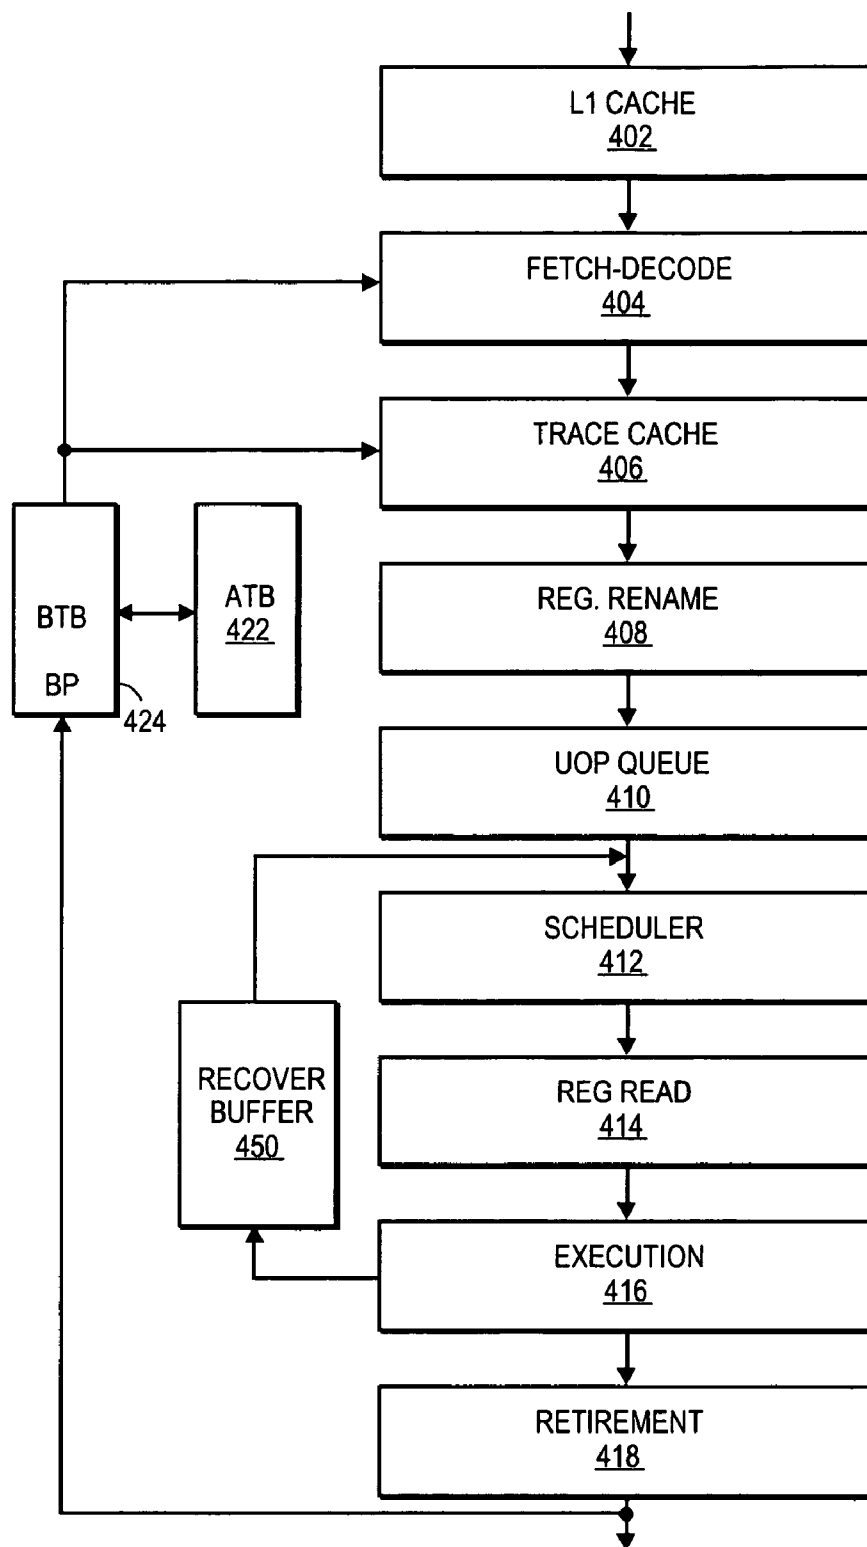 L1 CACHE
402
FETCH-DECODE
404
TRACE CACHE
406
BTB
BP
424
ATB
422
REG. RENAME
408
UOP QUEUE
410
SCHEDULER
412
RECOVER
BUFFER
450
REG READ
414
EXECUTION
416
RETIREMENT
418